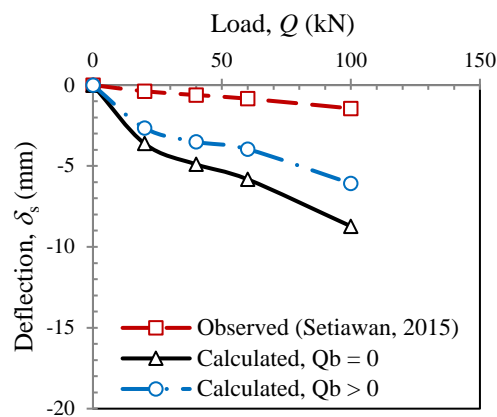 Load, Q (kN)
0 50 100 150
0
-5
-10
-15
-20
Deflection, δs (mm)
Observed (Setiawan, 2015)
Calculated, Qb = 0
Calculated, Qb > 0